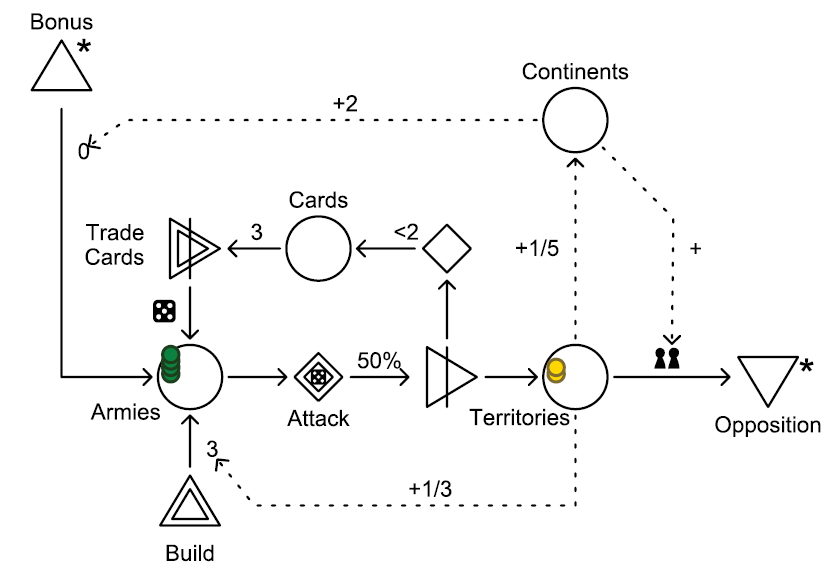 Bonus
*
Continents
+2
0
Cards
Trade
Cards
3
<2
+1/5
+
50%
*
Armies
Attack
Territories
Opposition
3
+1/3
Build